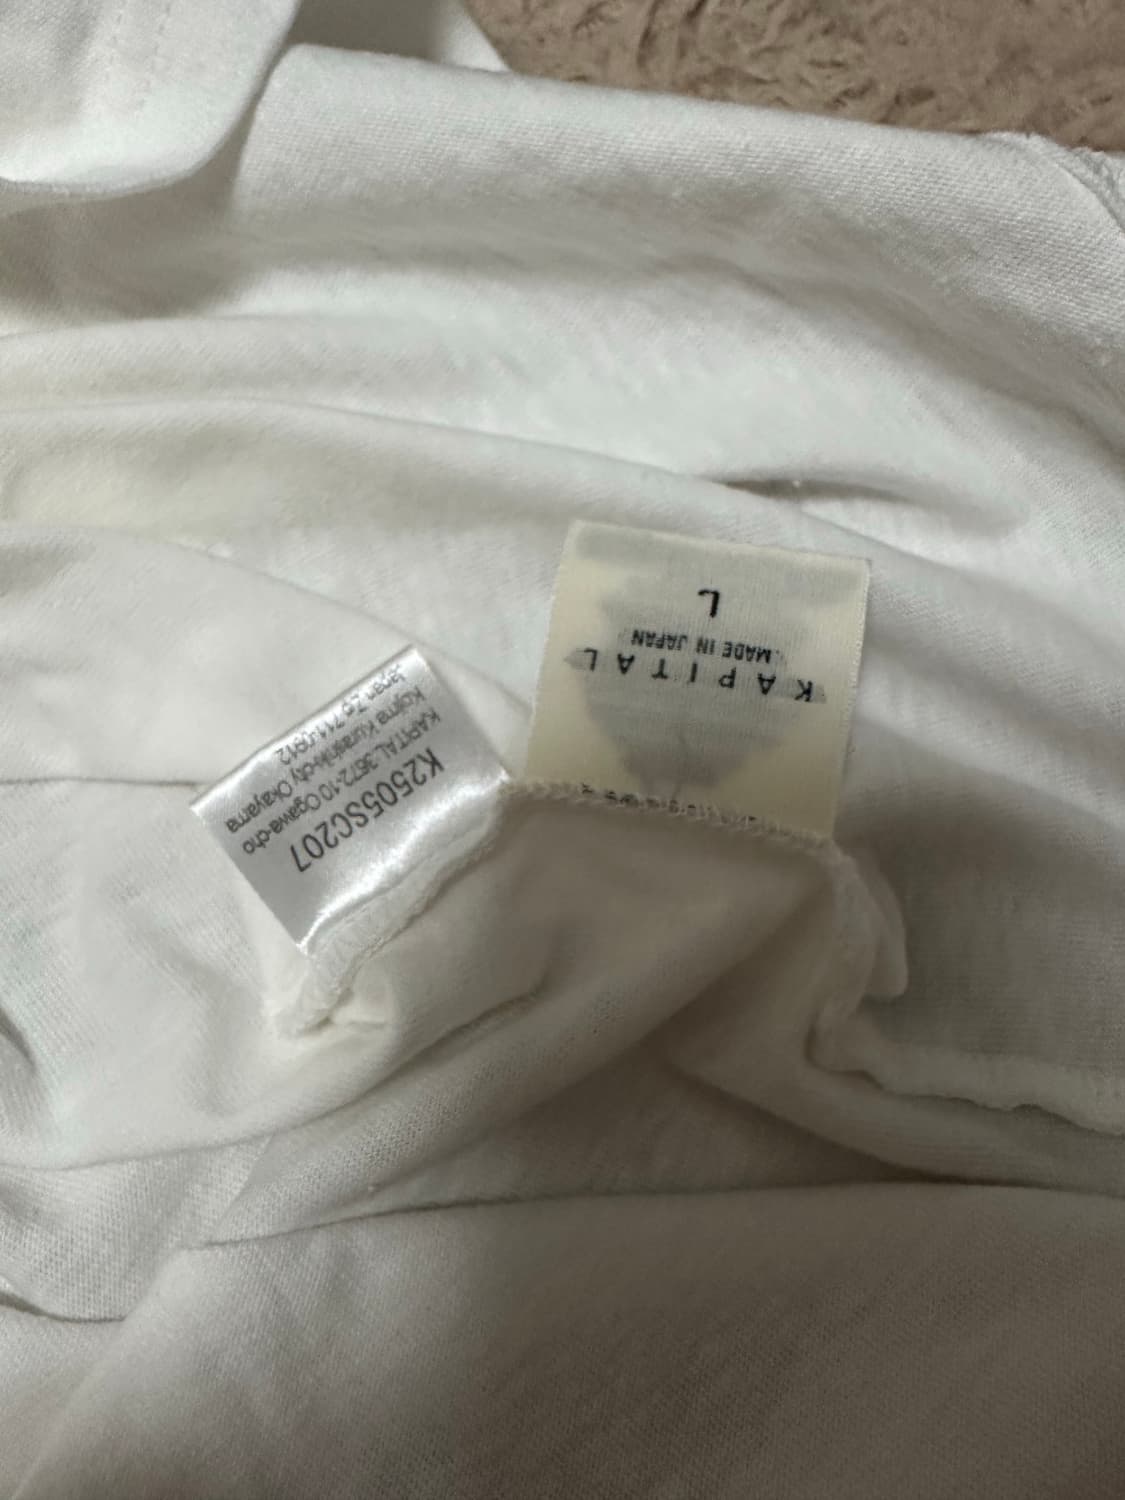 KAPITAL
MADE IN JAPAN
L
K2505SC207
KAPITAL 3672-10 Ogawa-cho
Kojima Kurashiki-city Okayama
Japan Zip 711-0912